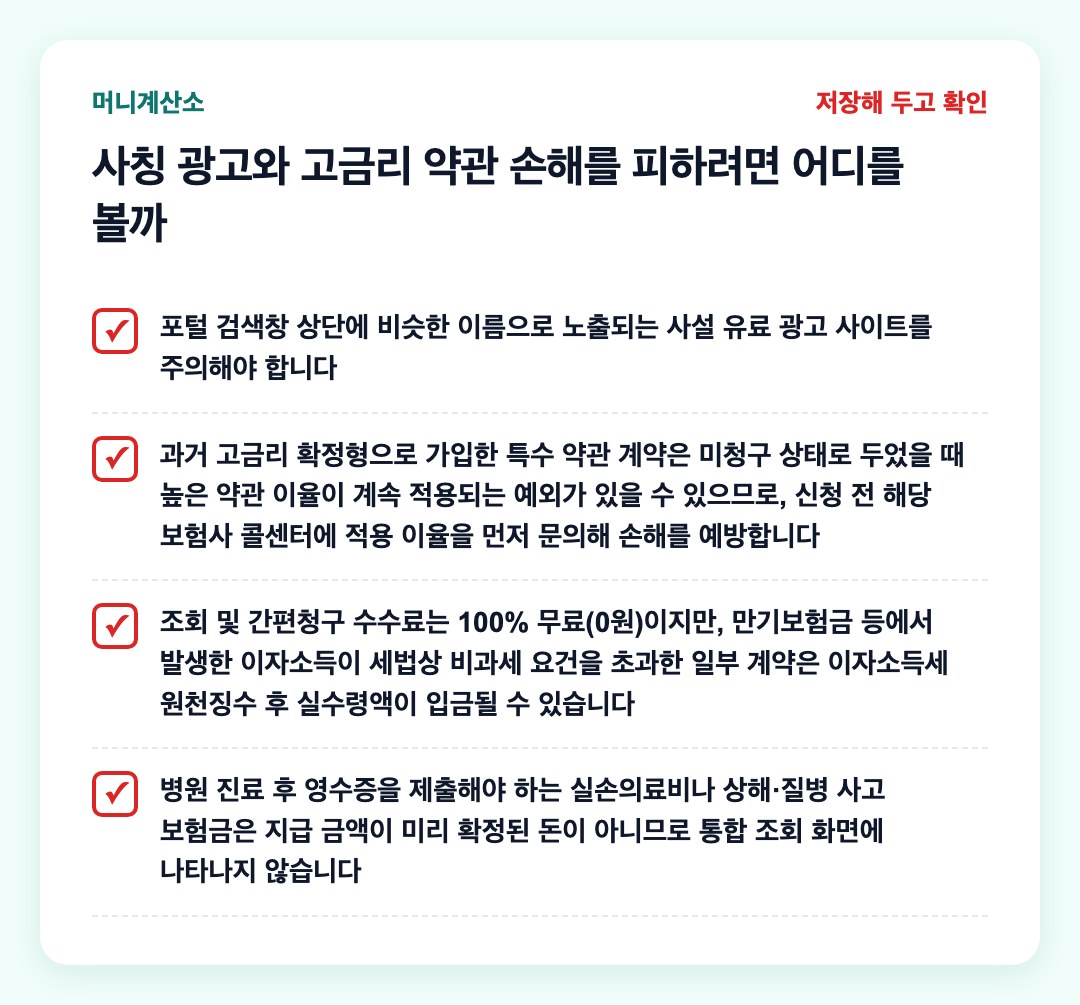 머니계산소
저장해 두고 확인
사칭 광고와 고금리 약관 손해를 피하려면 어디를
볼까
포털 검색창 상단에 비슷한 이름으로 노출되는 사설 유료 광고 사이트를
주의해야 합니다
과거 고금리 확정형으로 가입한 특수 약관 계약은 미청구 상태로 두었을 때
높은 약관 이율이 계속 적용되는 예외가 있을 수 있으므로, 신청 전 해당
보험사 콜센터에 적용 이율을 먼저 문의해 손해를 예방합니다
조회 및 간편청구 수수료는 100% 무료(0원)이지만, 만기보험금 등에서
발생한 이자소득이 세법상 비과세 요건을 초과한 일부 계약은 이자소득세
원천징수 후 실수령액이 입금될 수 있습니다
병원 진료 후 영수증을 제출해야 하는 실손의료비나 상해·질병 사고
보험금은 지급 금액이 미리 확정된 돈이 아니므로 통합 조회 화면에
나타나지 않습니다